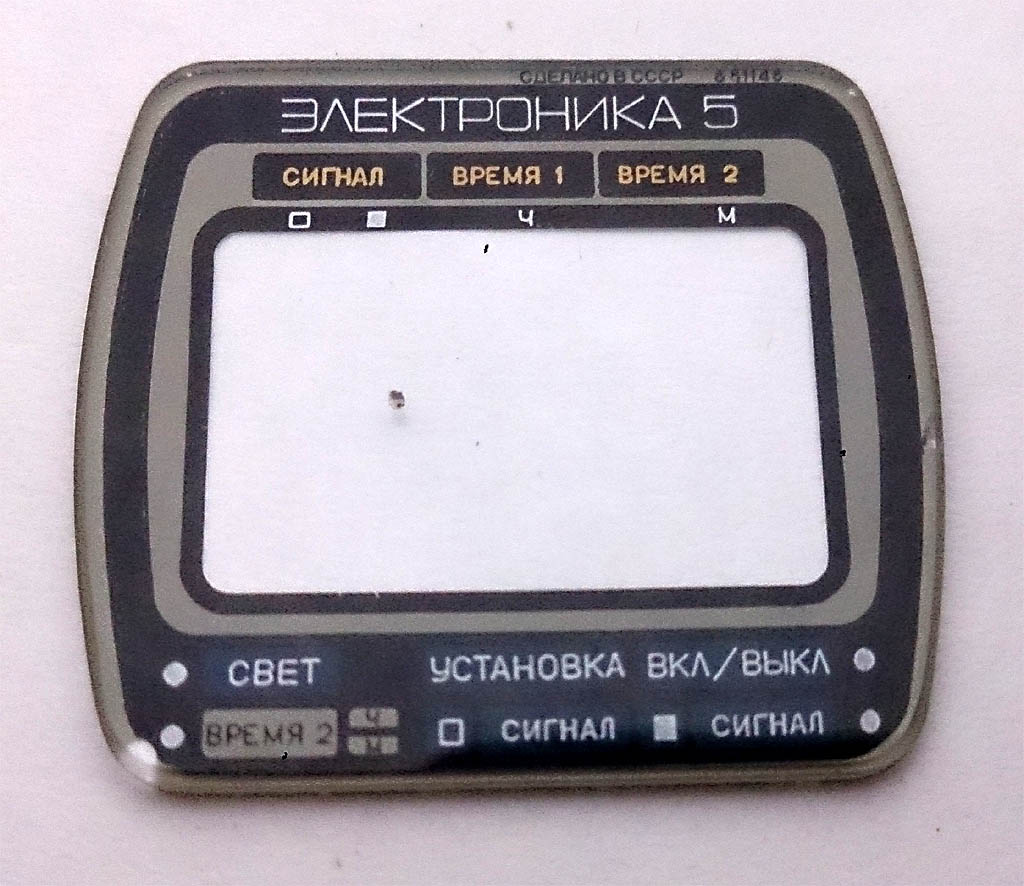 СДЕЛАНО В СССР
ЭЛЕКТРОНИКА 5
СИГНАЛ ВРЕМЯ 1 ВРЕМЯ 2
Ч М
СВЕТ УСТАНОВКА ВКЛ/ВЫКЛ
ВРЕМЯ 2 Ч М СИГНАЛ СИГНАЛ